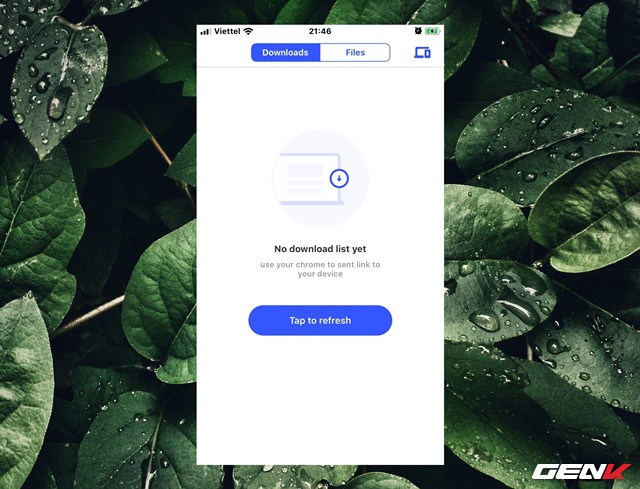 Viettel 21:46
Downloads Files
No download list yet
use your chrome to sent link to
your device
Tap to refresh
GENK